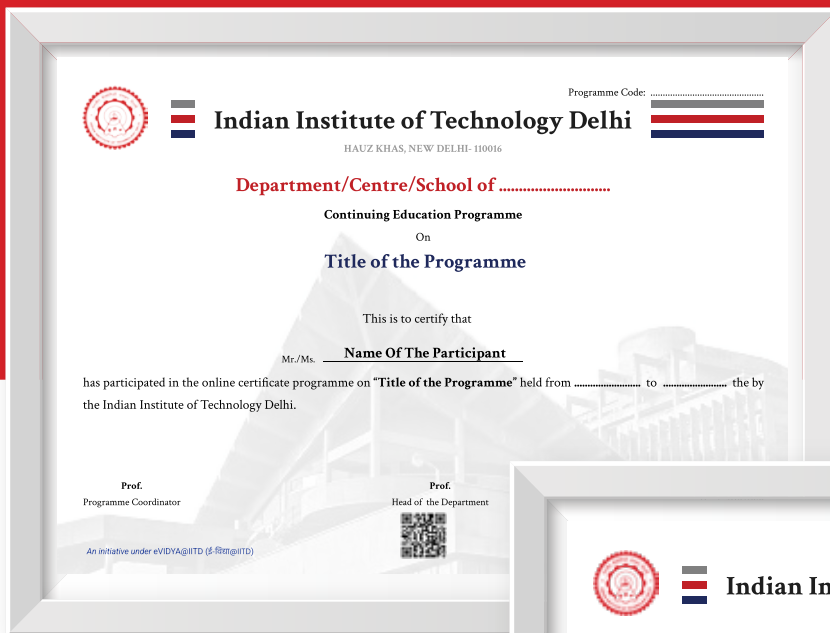 Programme Code: ..............................................
Indian Institute of Technology Delhi
HAUZ KHAS, NEW DELHI- 110016
Department/Centre/School of ............................
Continuing Education Programme
On
Title of the Programme
This is to certify that
Mr./Ms. Name Of The Participant
has participated in the online certificate programme on “Title of the Programme” held from .......................... to ......................... the by
the Indian Institute of Technology Delhi.
Prof.
Programme Coordinator
Prof.
Head of the Department
An initiative under eVIDYA@IITD (ई-विद्या@IITD)
Indian In